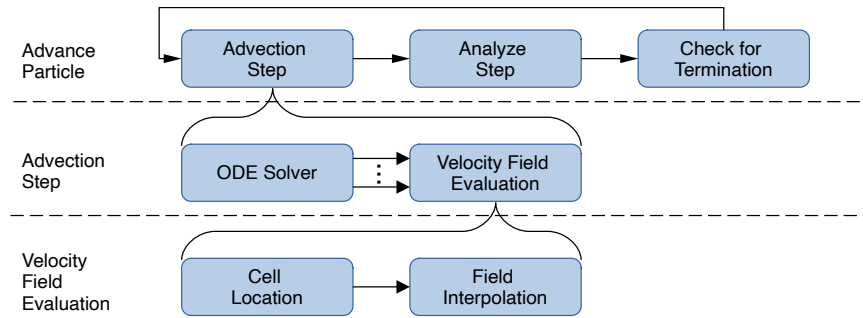 Advance
Particle
Advection
Step
Analyze
Step
Check for
Termination
Advection
Step
ODE Solver
Velocity Field
Evaluation
Velocity
Field
Evaluation
Cell
Location
Field
Interpolation